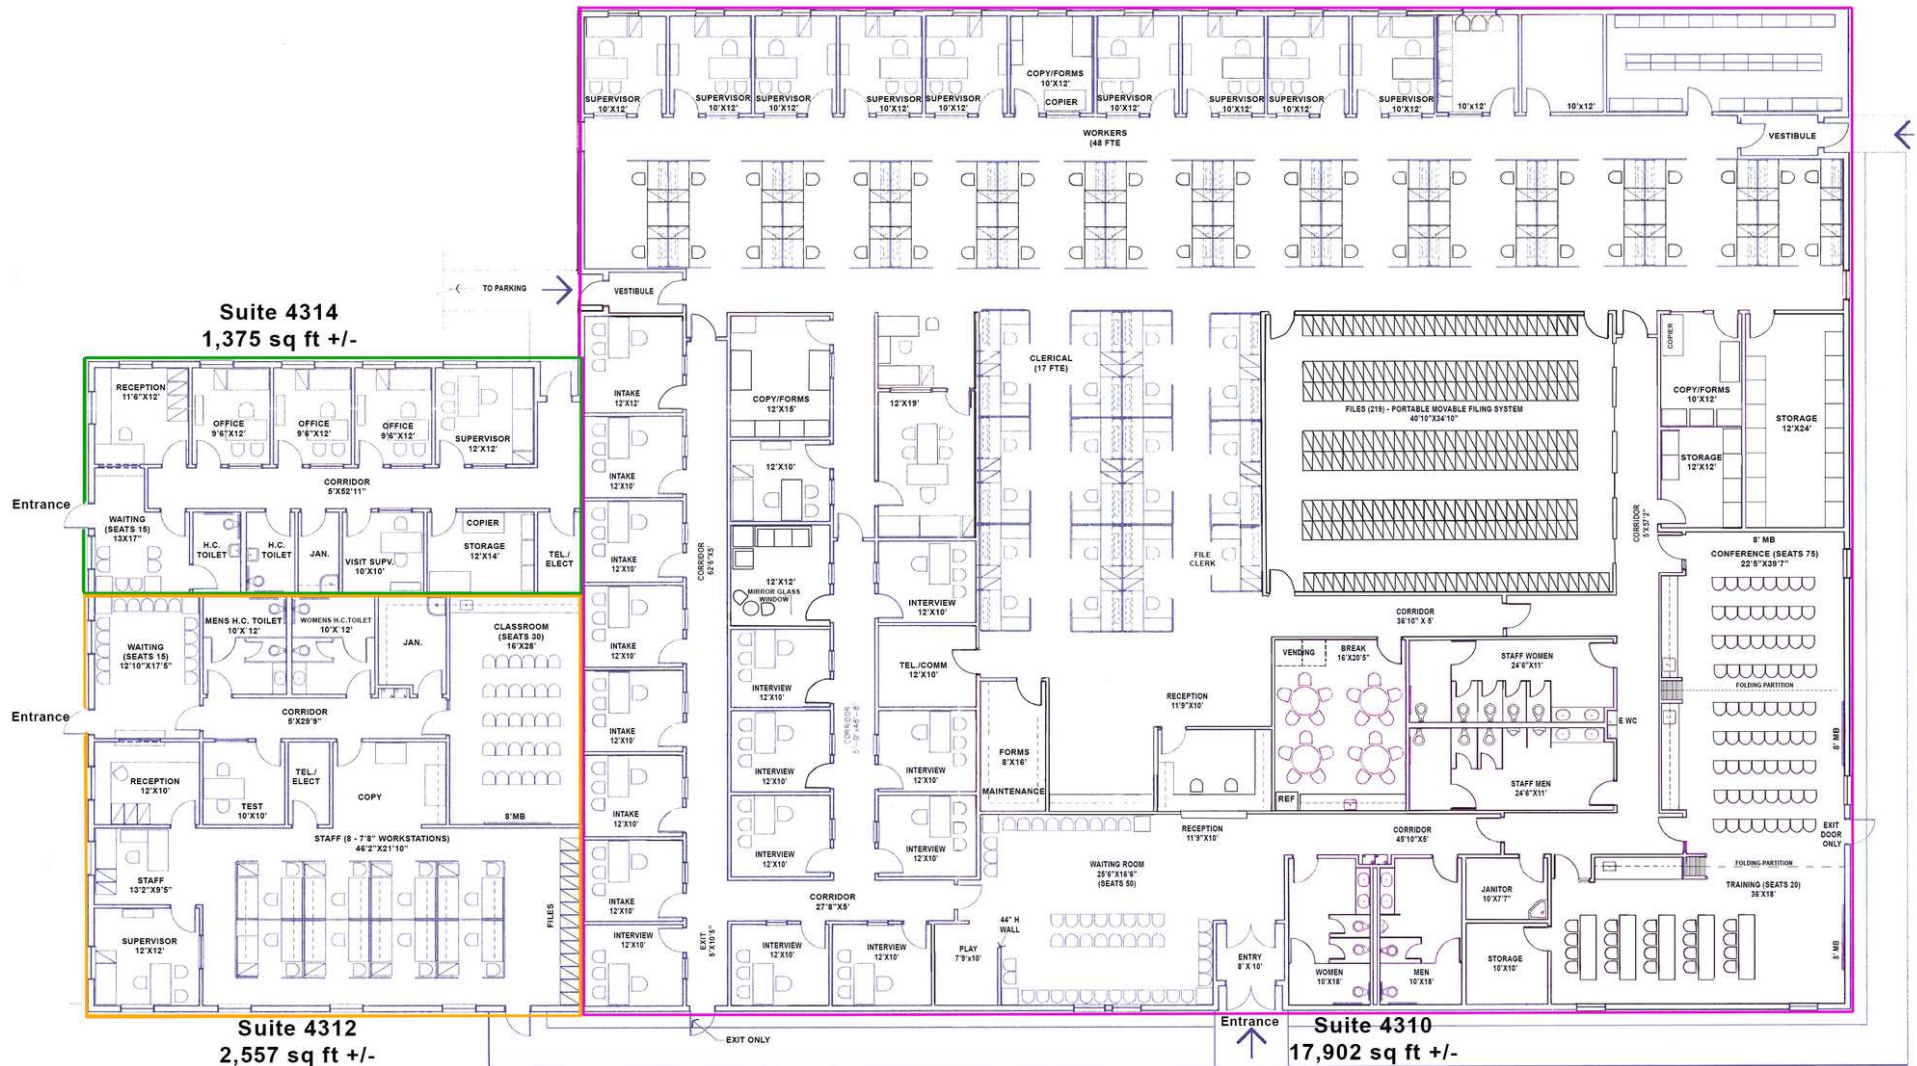 SUPERVISOR
10'X12'
SUPERVISOR
10'X12'
SUPERVISOR
10'X12'
SUPERVISOR
10'X12'
SUPERVISOR
10'X12'
COPY/FORMS
10'X12'
COPIER
SUPERVISOR
10'X12'
SUPERVISOR
10'X12'
SUPERVISOR
10'X12'
SUPERVISOR
10'X12'
10'x12'
10'x12'
WORKERS
(48 FTE
VESTIBULE
TO PARKING
VESTIBULE
Suite 4314
1,375 sq ft +/-
RECEPTION
11'6"X12'
OFFICE
9'6"X12'
OFFICE
9'6"X12'
OFFICE
9'6"X12'
SUPERVISOR
12'X12'
CORRIDOR
5'X52'11"
Entrance
WAITING
(SEATS 15)
13X17"
H.C.
TOILET
H.C.
TOILET
JAN.
VISIT SUPV.
10'X10'
COPIER
STORAGE
12'X14'
TEL./
ELECT
WAITING
(SEATS 15)
12'10"X17'5"
MENS H.C. TOILET
10'X'12'
WOMENS H.C.TOILET
10'X'12'
JAN.
CLASSROOM
(SEATS 30)
16'X28'
Entrance
CORRIDOR
5'X29'9"
RECEPTION
12'X10'
TEST
10'X10'
TEL./
ELECT
COPY
8'MB
STAFF (8 - 7'8" WORKSTATIONS)
46'2"X21'10"
STAFF
13'2"X9'5"
SUPERVISOR
12'X12'
FILES
Suite 4312
2,557 sq ft +/-
INTAKE
12'X12'
INTAKE
12'X10'
INTAKE
12'X10'
INTAKE
12'X10'
INTAKE
12'X10'
INTAKE
12'X10'
INTAKE
12'X10'
INTERVIEW
12'X10'
CORRIDOR
62'6"X5'
EXIT
5'X10'5"
EXIT ONLY
COPY/FORMS
12'X15'
12'X10'
12'X12'
MIRROR GLASS
WINDOW
INTERVIEW
12'X10'
INTERVIEW
12'X10'
INTERVIEW
12'X10'
CORRIDOR
12'X19'
INTERVIEW
12'X10'
TEL./COMM
12'X10'
INTERVIEW
12'X10'
INTERVIEW
12'X10'
CORRIDOR
27'8"X5'
INTERVIEW
12'X10'
INTERVIEW
12'X10'
PLAY
7'9'x10'
44" H
WALL
CLERICAL
(17 FTE)
FILE
CLERK
FILES (219) - PORTABLE MOVABLE FILING SYSTEM
40'10"X34'10"
CORRIDOR
36'10" X 5'
FORMS
8'X16'
MAINTENANCE
RECEPTION
11'9"X10'
VENDING
BREAK
16'X20'5"
REF
STAFF WOMEN
24'6"X11'
E WC
STAFF MEN
24'6"X11'
RECEPTION
11'9"X10'
CORRIDOR
45'10"X5'
WAITING ROOM
25'6"X16'6"
(SEATS 50)
ENTRY
8' X 10'
WOMEN
10'X18'
MEN
10'X18'
JANITOR
10'X7'7"
STORAGE
10'X10'
COPIER
COPY/FORMS
10'X12'
STORAGE
12'X12'
STORAGE
12'X24'
CORRIDOR
5'X57'2"
8' MB
CONFERENCE (SEATS 75)
22'5"X39'7"
FOLDING PARTITION
8' MB
EXIT
DOOR
ONLY
FOLDING PARTITION
TRAINING (SEATS 20)
36'X18'
8' MB
Entrance
Suite 4310
17,902 sq ft +/-